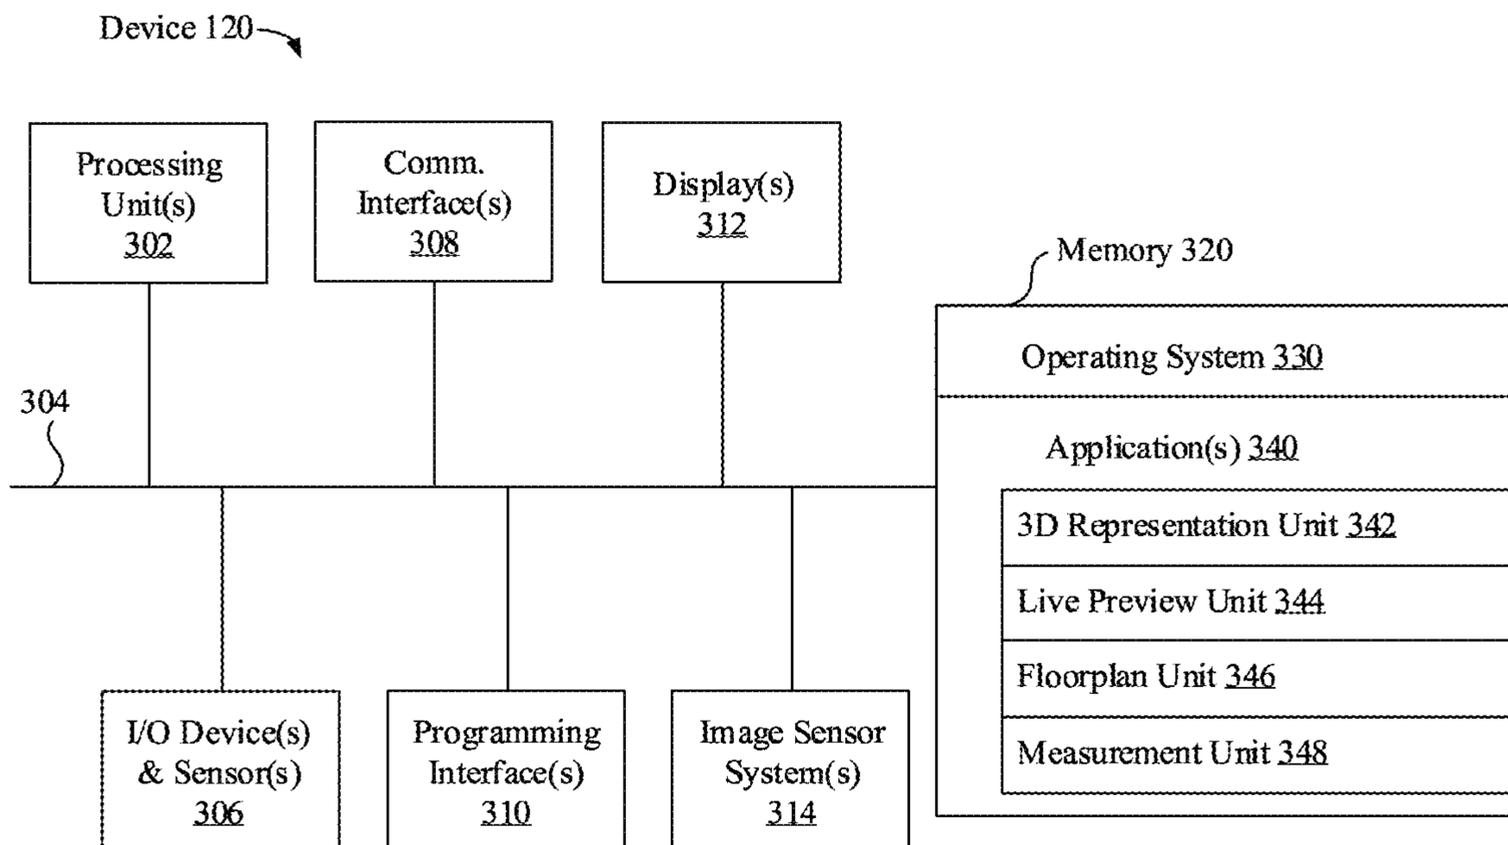 Device 120
Processing
Unit(s)
302
Comm.
Interface(s)
308
Display(s)
312
Memory 320
Operating System 330
Application(s) 340
3D Representation Unit 342
Live Preview Unit 344
Floorplan Unit 346
Measurement Unit 348
304
I/O Device(s)
& Sensor(s)
306
Programming
Interface(s)
310
Image Sensor
System(s)
314